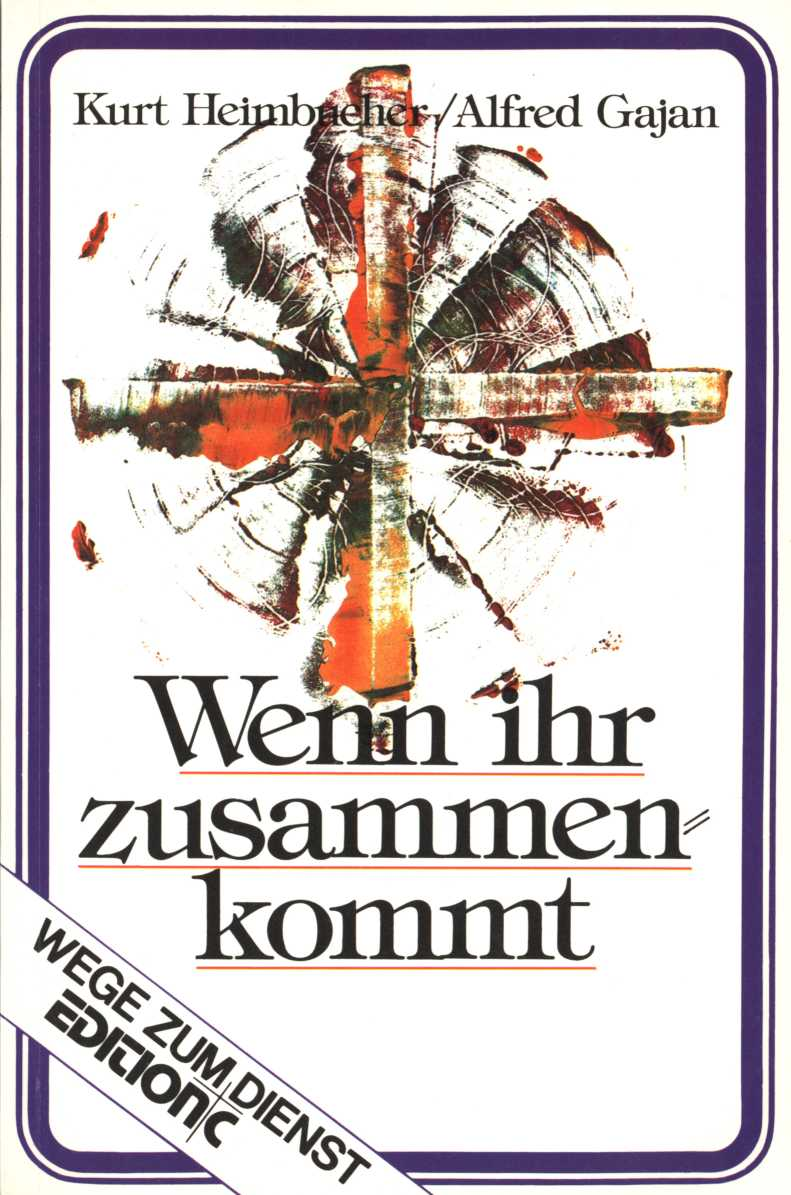 Kurt Heimbucher/Alfred Gajan
Wenn ihr
zusammen-
kommt
WEGE ZUM DIENST
EDITION C